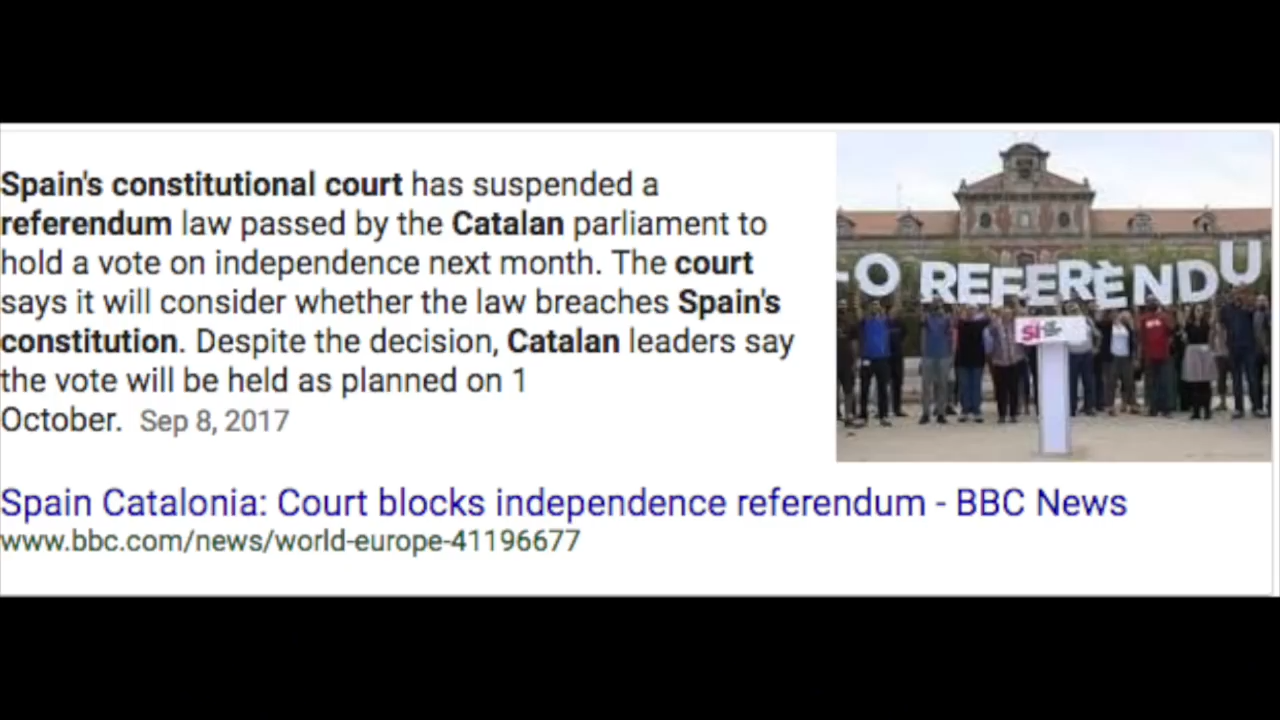 Spain's constitutional court has suspended a
referendum law passed by the Catalan parliament to
hold a vote on independence next month. The court
says it will consider whether the law breaches Spain's
constitution. Despite the decision, Catalan leaders say
the vote will be held as planned on 1
October. Sep 8, 2017
O REFERÈNDU
Spain Catalonia: Court blocks independence referendum - BBC News
www.bbc.com/news/world-europe-41196677